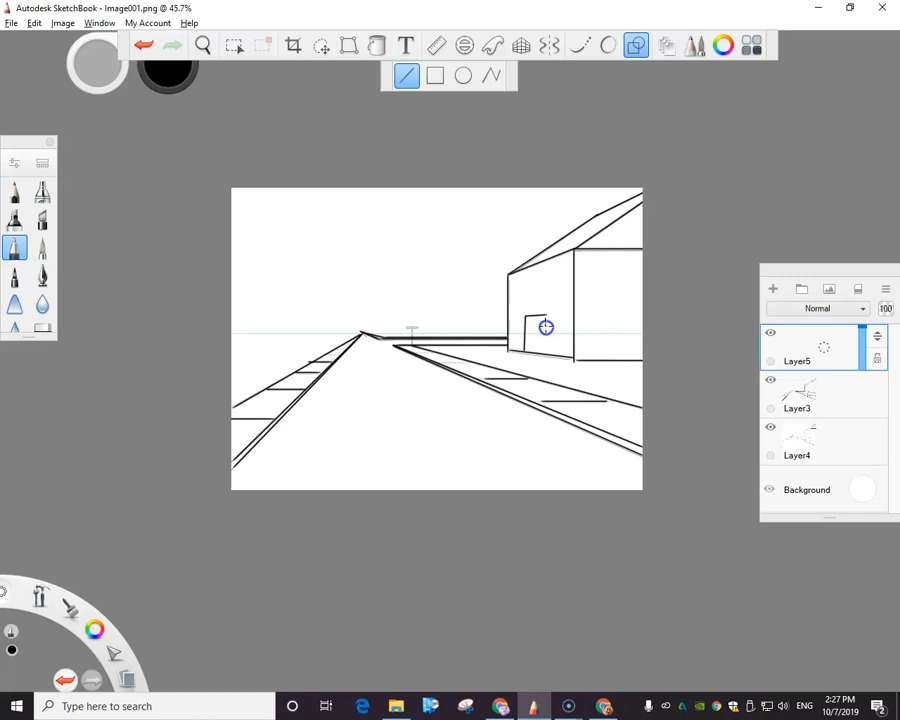 Autodesk SketchBook - Image001.png @ 45.7%
File Edit Image Window My Account Help
T
Normal
100
Layer5
Layer3
Layer4
Background
Type here to search
2:27 PM
10/7/2019
2